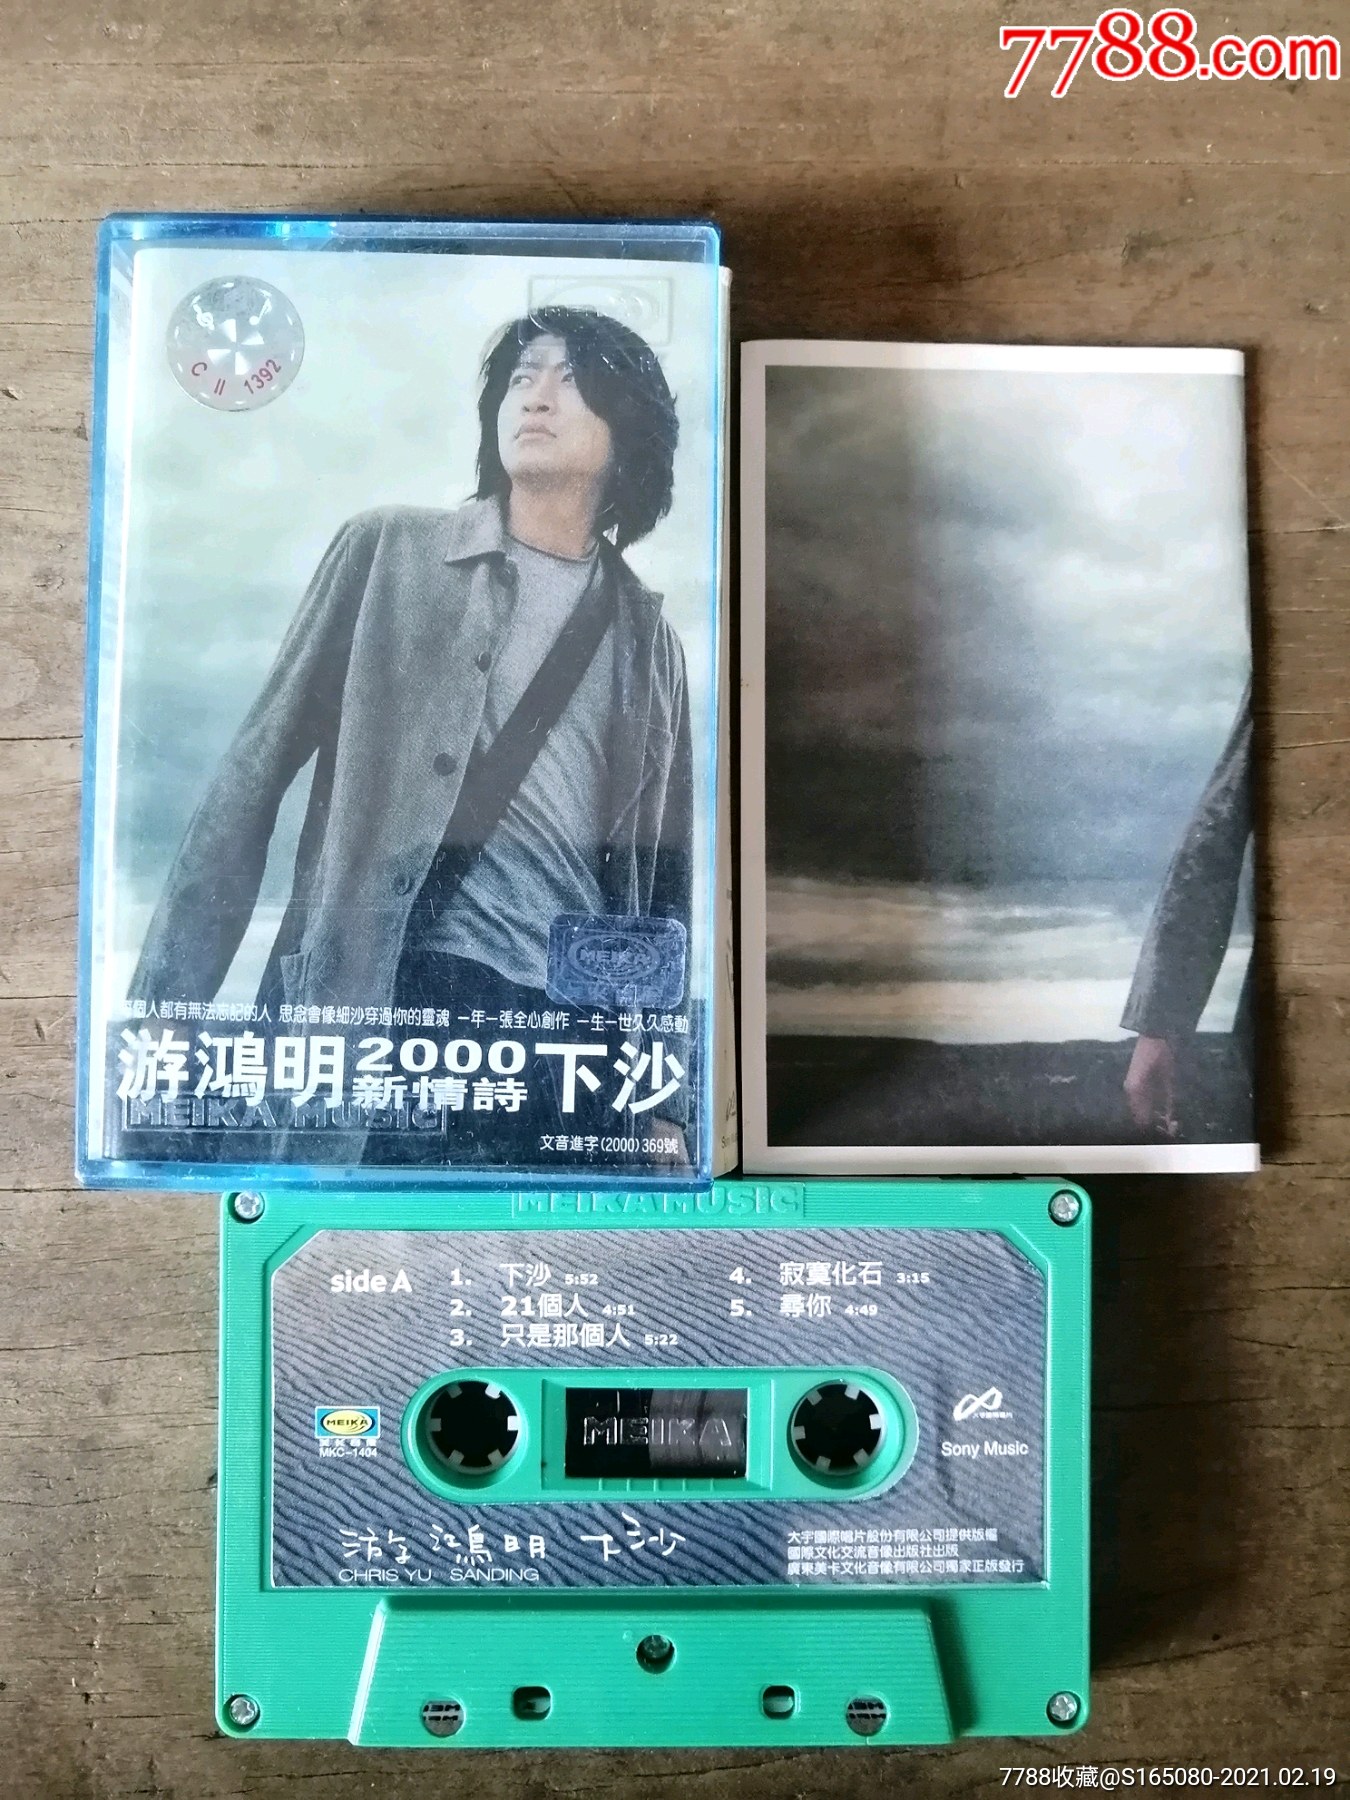 7788.com
C II 1392
MEIKA
個人都有無法忘記的人 思念會像細沙穿過你的靈魂 一年一張全心創作 一生一世久久感動
游鴻明 2000 新情詩 下沙
MEIKA MUSIC
文音進字(2000)369號
MEIKA MUSIC
side A
1. 下沙 5:52
2. 21個人 4:51
3. 只是那個人 5:22
4. 寂寞化石 3:15
5. 尋你 4:49
MEIKA
MKC-1404
MEIKA
Sony Music
游鴻明 下沙
CHRIS YU SANDING
大宇國際唱片股份有限公司提供版權
國際文化交流音像出版社出版
廣東美卡文化音像有限公司獨家正版發行
7788收藏@S165080-2021.02.19